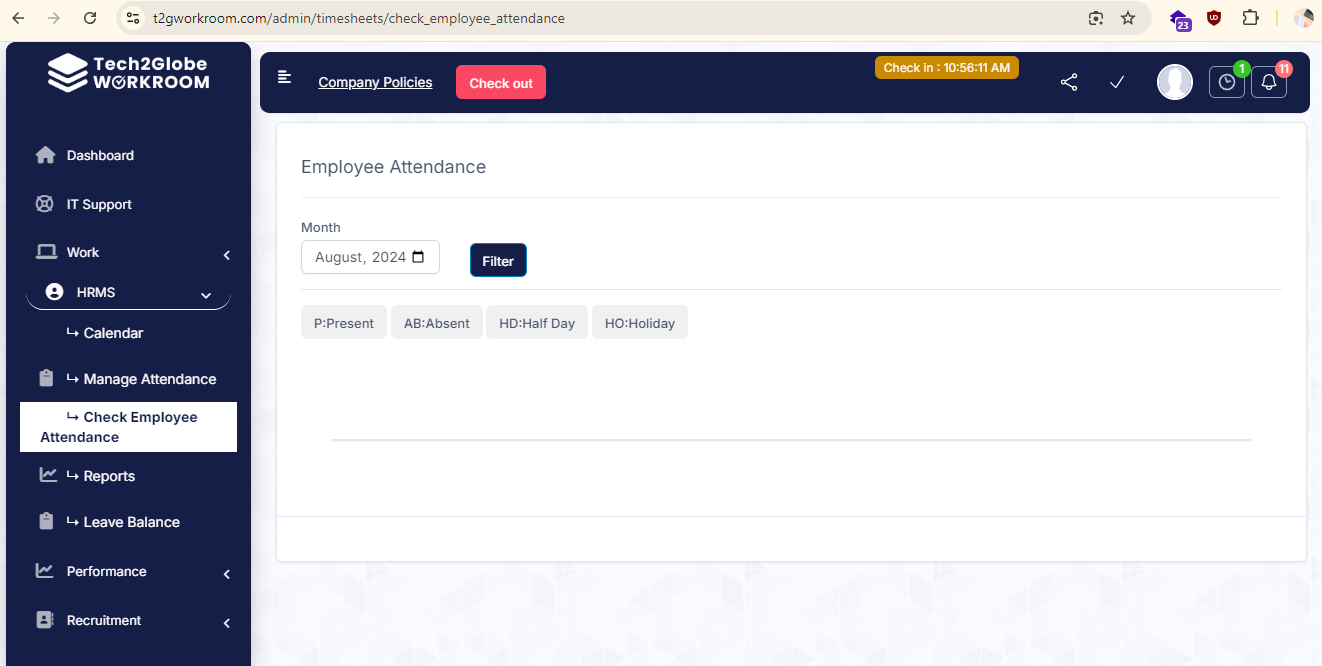 t2gworkroom.com/admin/timesheets/check_employee_attendance
23
Tech2Globe
WORKROOM
Company Policies
Check out
Check in : 10:56:11 AM
1
11
Dashboard
IT Support
Work
HRMS
↳ Calendar
↳ Manage Attendance
↳ Check Employee
Attendance
↳ Reports
↳ Leave Balance
Performance
Recruitment
Employee Attendance
Month
August, 2024
Filter
P:Present
AB:Absent
HD:Half Day
HO:Holiday